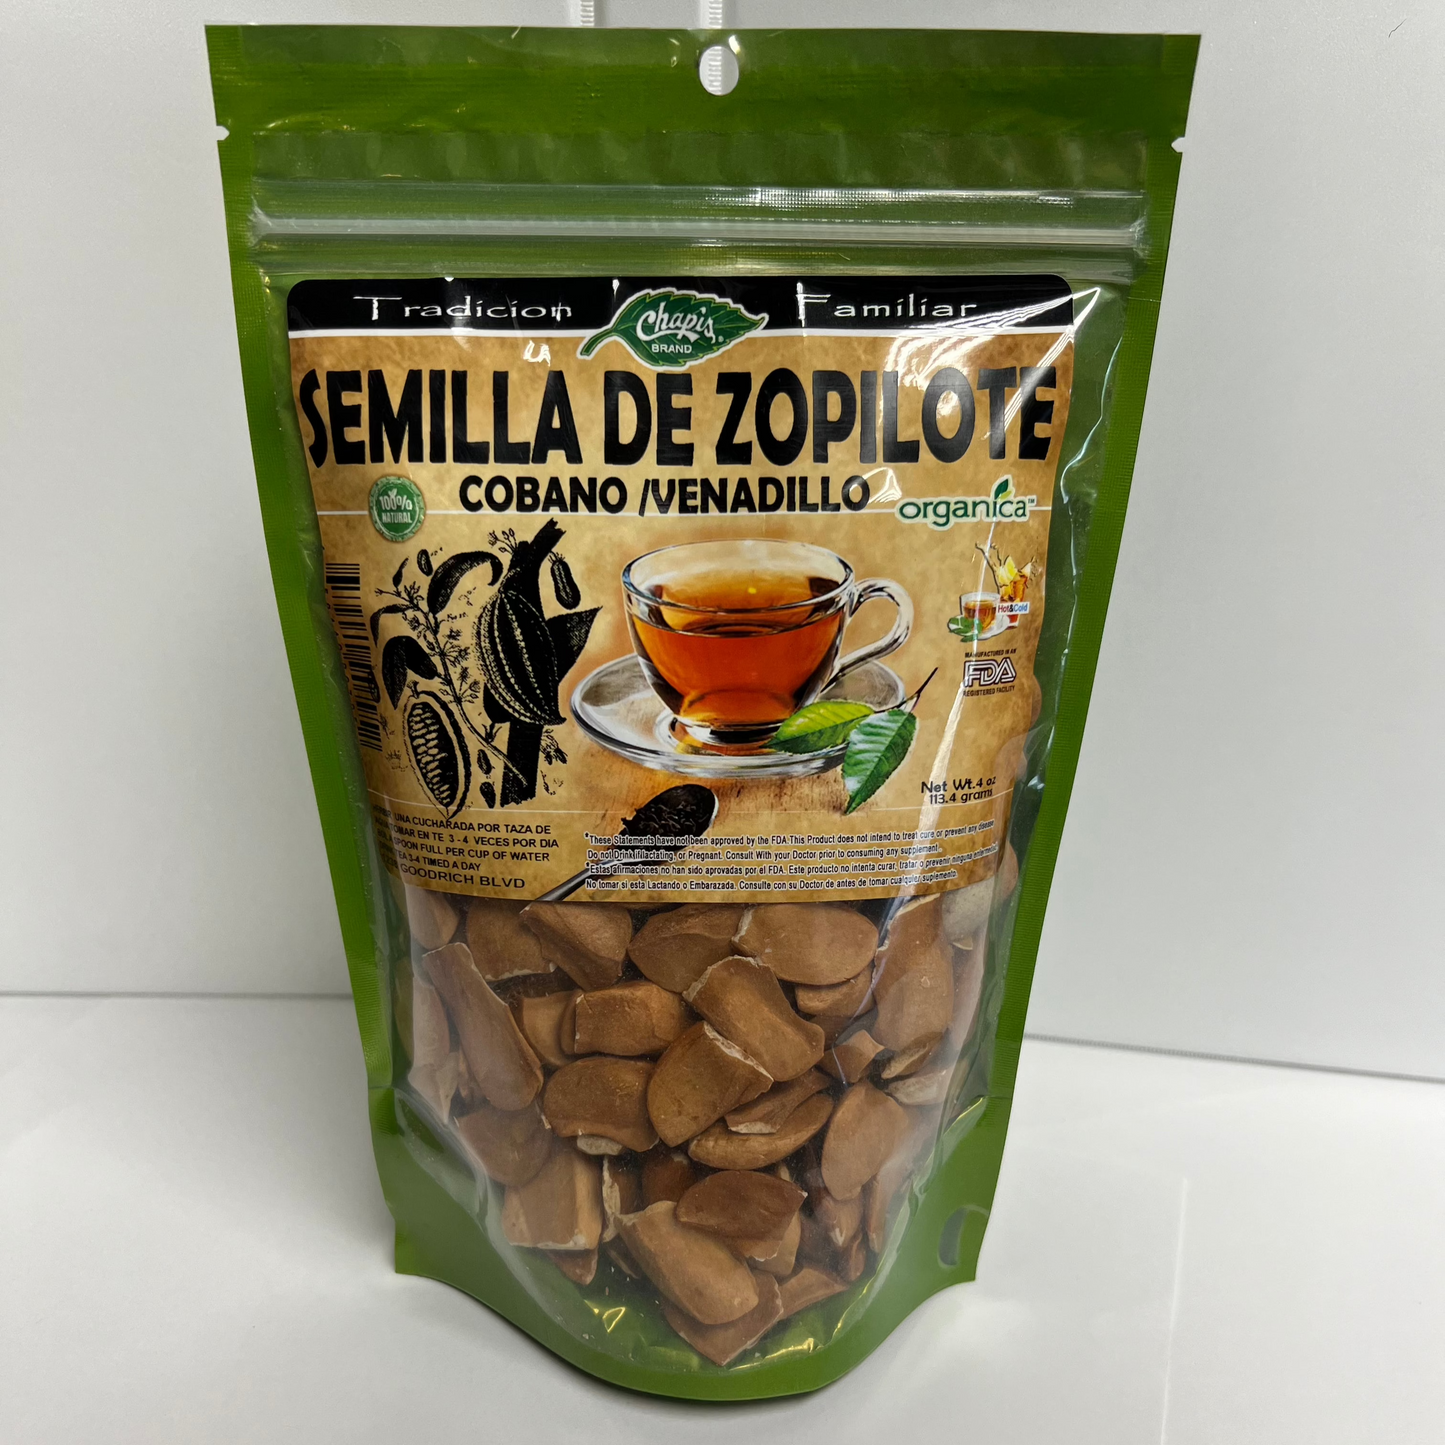 Tradicion Familiar
Chapis®
BRAND
SEMILLA DE ZOPILOTE
COBANO /VENADILLO
100%
NATURAL
organica™
Hot&Cold
MANUFACTURED IN AN
FDA
REGISTERED FACILITY
Net Wt.4 oz
113.4 grams
UNA CUCHARADA POR TAZA DE
TOMAR EN TE 3-4 VECES POR DIA
SPOON FULL PER CUP OF WATER
TEA 3-4 TIMED A DAY
GOODRICH BLVD
*These Statements have not been approved by the FDA.This Product does not intend to treat cure or prevent any disease
Do not Drink if lactating, or Pregnant. Consult With your Doctor prior to consuming any supplement.
*Estas afirmaciones no han sido aprovadas por el FDA. Este producto no intenta curar, tratar o prevenir ninguna
No tomar si esta Lactando o Embarazada. Consulte con su Doctor de antes de tomar cualquier suplemento.